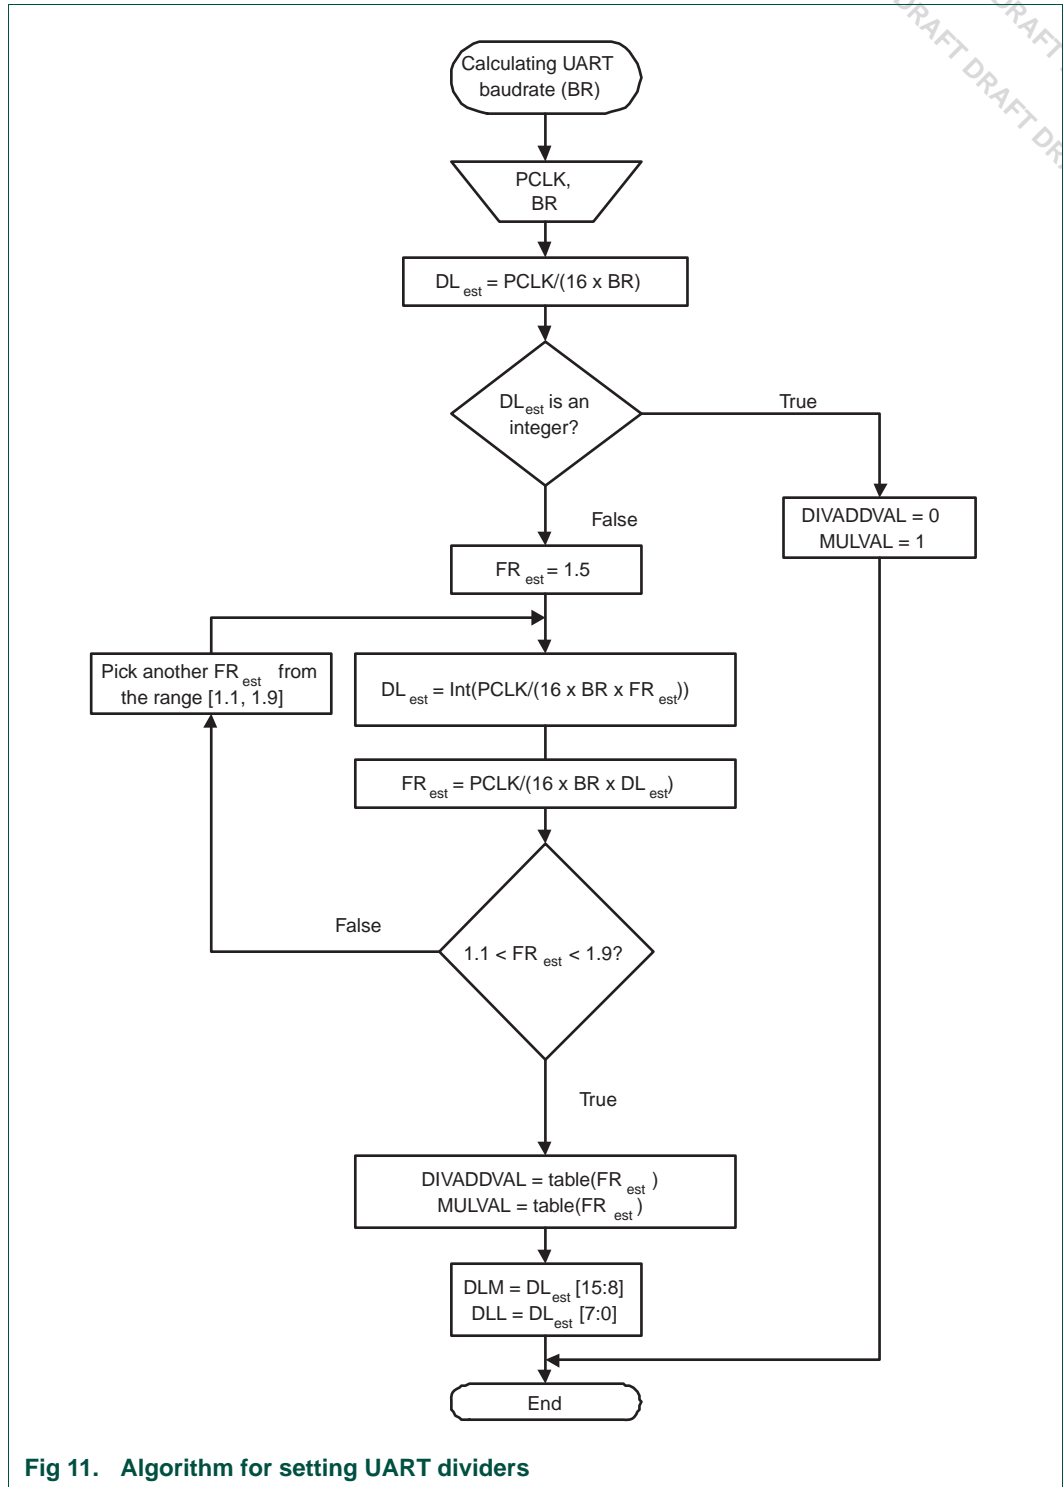 DRAFT DRAFT DRA
DRAFT
Calculating UART
baudrate (BR)
PCLK,
BR
DL est = PCLK/(16 x BR)
DL est is an
integer?
True
False
DIVADDVAL = 0
MULVAL = 1
FR est = 1.5
Pick another FR est from
the range [1.1, 1.9]
DL est = Int(PCLK/(16 x BR x FR est))
FR est = PCLK/(16 x BR x DL est)
False
1.1 < FR est < 1.9?
True
DIVADDVAL = table(FR est )
MULVAL = table(FR est )
DLM = DL est [15:8]
DLL = DL est [7:0]
End
Fig 11. Algorithm for setting UART dividers